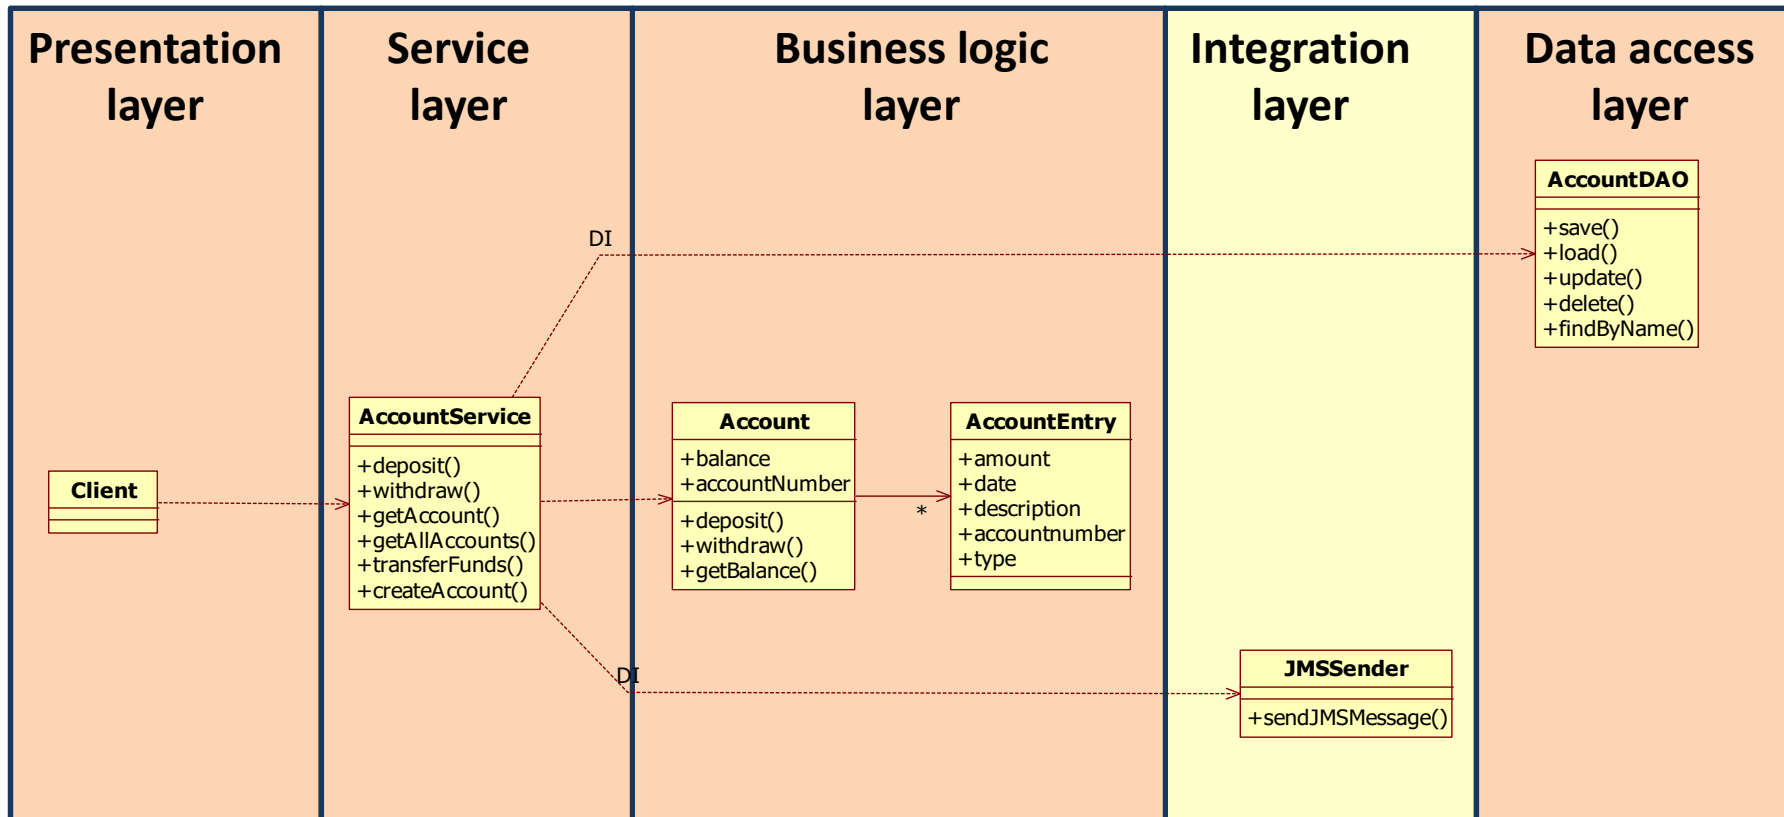 Presentation
layer
Service
layer
Business logic
layer
Integration
layer
Data access
layer
AccountDAO
+save()
+load()
+update()
+delete()
+findByName()
DI
AccountService
+deposit()
+withdraw()
+getAccount()
+getAllAccounts()
+transferFunds()
+createAccount()
Account
+balance
+accountNumber
+deposit()
+withdraw()
+getBalance()
*
AccountEntry
+amount
+date
+description
+accountnumber
+type
Client
DI
JMSSender
+sendJMSMessage()